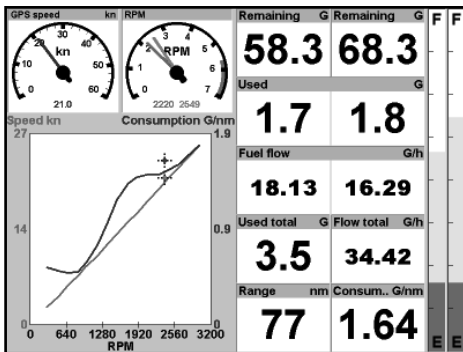 GPS speed kn
0 10 20 30 40 50 60
kn
21.0
RPM
0 1 2 3 4 5 6 7
RPM
2220 2649
Speed kn Consumption G/nm
27 1.9
14 0.9
0 0
0 640 1280 1920 2560 3200
RPM
Remaining G Remaining G
58.3 68.3
Used G
1.7 1.8
Fuel flow G/h
18.13 16.29
Used total G Flow total G/h
3.5 34.42
Range nm Consum.. G/nm
77 1.64
F F
E E